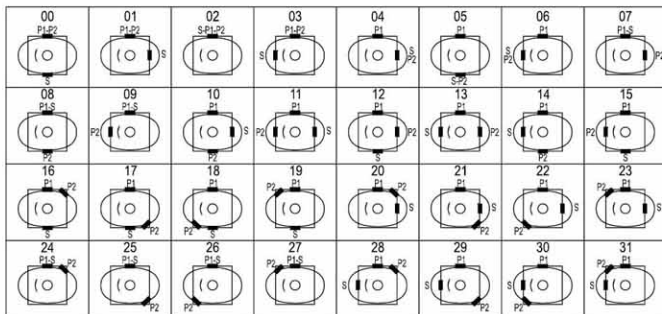 00 01 02 03 04 05 06 07
P1-P2 P1-P2 S-P1-P2 P1-P2 P1 P1 P1 P1-S
S S S S
P2 P2 P2
S S-P2
08 09 10 11 12 13 14 15
P1-S P1-S P1 P1 P1 P1 P1 P1
P2 S P2 S P2 S P2 S P2
P2 P2 S P2 S
16 17 18 19 20 21 22 23
P1 P2 P1 P1 P2 P1 P1 P2 P1 P1 P2 P1
S S S S
S S P2 P2 S S P2 P2
24 25 26 27 28 29 30 31
P1-S P2 P1-S P1-S P2 P1-S P1 P2 P1 P1 P2 P1
S S S S
P2 P2 P2 P2